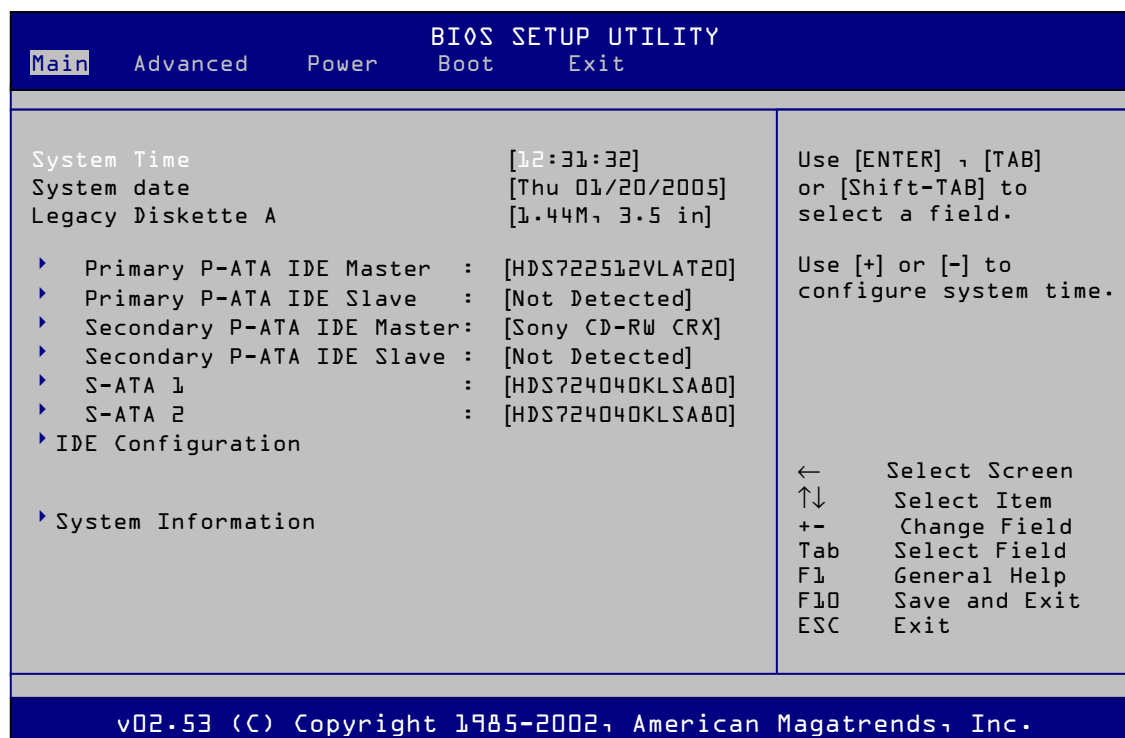 BIOS SETUP UTILITY
Main Advanced Power Boot Exit
System Time [12:31:32]
System date [Thu 01/20/2005]
Legacy Diskette A [1.44M, 3.5 in]
Primary P-ATA IDE Master : [HDS722512VLAT20]
Primary P-ATA IDE Slave : [Not Detected]
Secondary P-ATA IDE Master: [Sony CD-RW CRX]
Secondary P-ATA IDE Slave : [Not Detected]
S-ATA 1 : [HDS724040KLSA80]
S-ATA 2 : [HDS724040KLSA80]
IDE Configuration
System Information
Use [ENTER] , [TAB]
or [Shift-TAB] to
select a field.
Use [+] or [-] to
configure system time.
← Select Screen
↑↓ Select Item
+- Change Field
Tab Select Field
F1 General Help
F10 Save and Exit
ESC Exit
v02.53 (C) Copyright 1985-2002, American Magatrends, Inc.